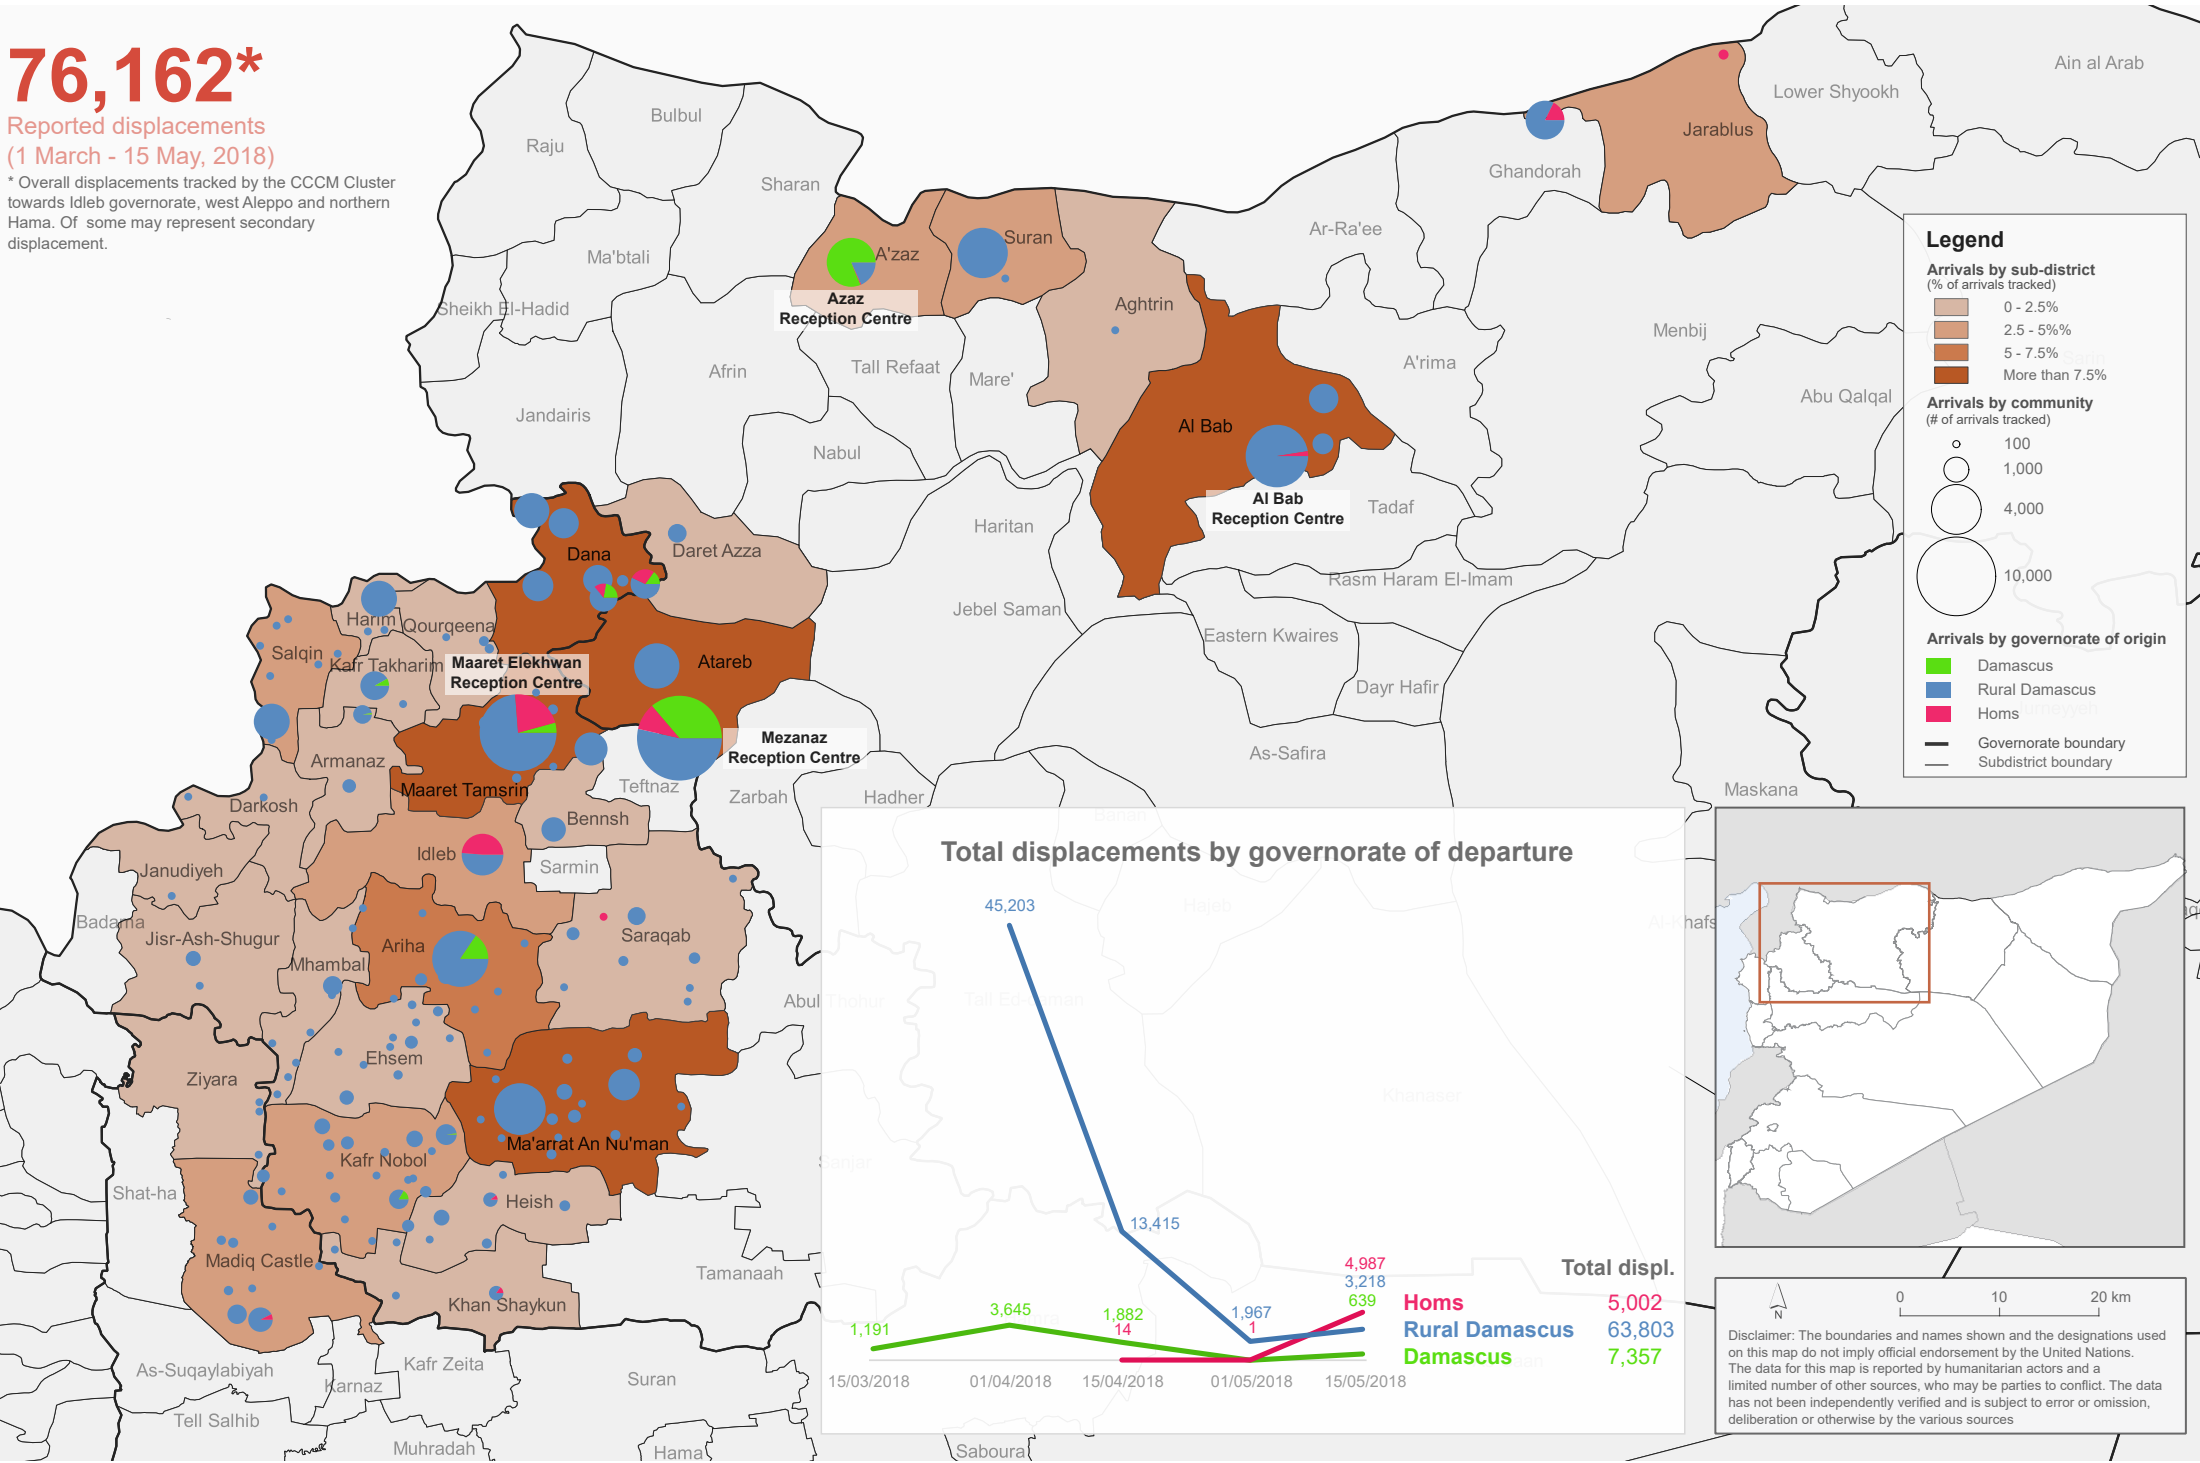 76,162*
Reported displacements
(1 March - 15 May, 2018)
* Overall displacements tracked by the CCCM Cluster
towards Idleb governorate, west Aleppo and northern
Hama. Of  some may represent secondary
displacement.
Raju
Bulbul
Sharan
Ma'btali
Sheikh El-Hadid
Jandairis
Afrin
A'zaz
Azaz
Reception Centre
Suran
Tall Refaat
Mare'
Nabul
Aghtrin
Ar-Ra'ee
Ghandorah
Jarablus
Lower Shyookh
Ain al Arab
Menbij
A'rima
Abu Qalqal
Al Bab
Al Bab
Reception Centre
Tadaf
Haritan
Jebel Saman
Rasm Haram El-Imam
Eastern Kwaires
Dayr Hafir
As-Safira
Maskana
Dana
Daret Azza
Atareb
Harim
Qourqeena
Salqin
Kafr Takharim
Maaret Elekhwan
Reception Centre
Mezanaz
Reception Centre
Armanaz
Maaret Tamsrin
Teftnaz
Zarbah
Hadher
Banan
Darkosh
Bennsh
Idleb
Sarmin
Janudiyeh
Badama
Jisr-Ash-Shugur
Mhambal
Ariha
Saraqab
Hajeb
Al-Khafs
Abul Thohur
Ehsem
Ziyara
Khanaser
Ma'arrat An Nu'man
Kafr Nobol
Sanjar
Shat-ha
Heish
Madiq Castle
Tamanaah
Khan Shaykun
As-Suqaylabiyah
Karnaz
Kafr Zeita
Suran
Tell Salhib
Muhradah
Hama
Saboura
Legend
Arrivals by sub-district
(% of arrivals tracked)
0 - 2.5%
2.5 - 5%%
5 - 7.5%
More than 7.5%
Arrivals by community
(# of arrivals tracked)
100
1,000
4,000
10,000
Arrivals by governorate of origin
Damascus
Rural Damascus
Homs
Governorate boundary
Subdistrict boundary
Total displacements by governorate of departure
45,203
13,415
4,987
3,218
639
3,645
1,882
14
1,967
1
1,191
15/03/2018
01/04/2018
15/04/2018
01/05/2018
15/05/2018
Total displ.
Homs 5,002
Rural Damascus 63,803
Damascus 7,357
N
0 10 20 km
Disclaimer: The boundaries and names shown and the designations used
on this map do not imply official endorsement by the United Nations.
The data for this map is reported by humanitarian actors and a
limited number of other sources, who may be parties to conflict. The data
has not been independently verified and is subject to error or omission,
deliberation or otherwise by the various sources